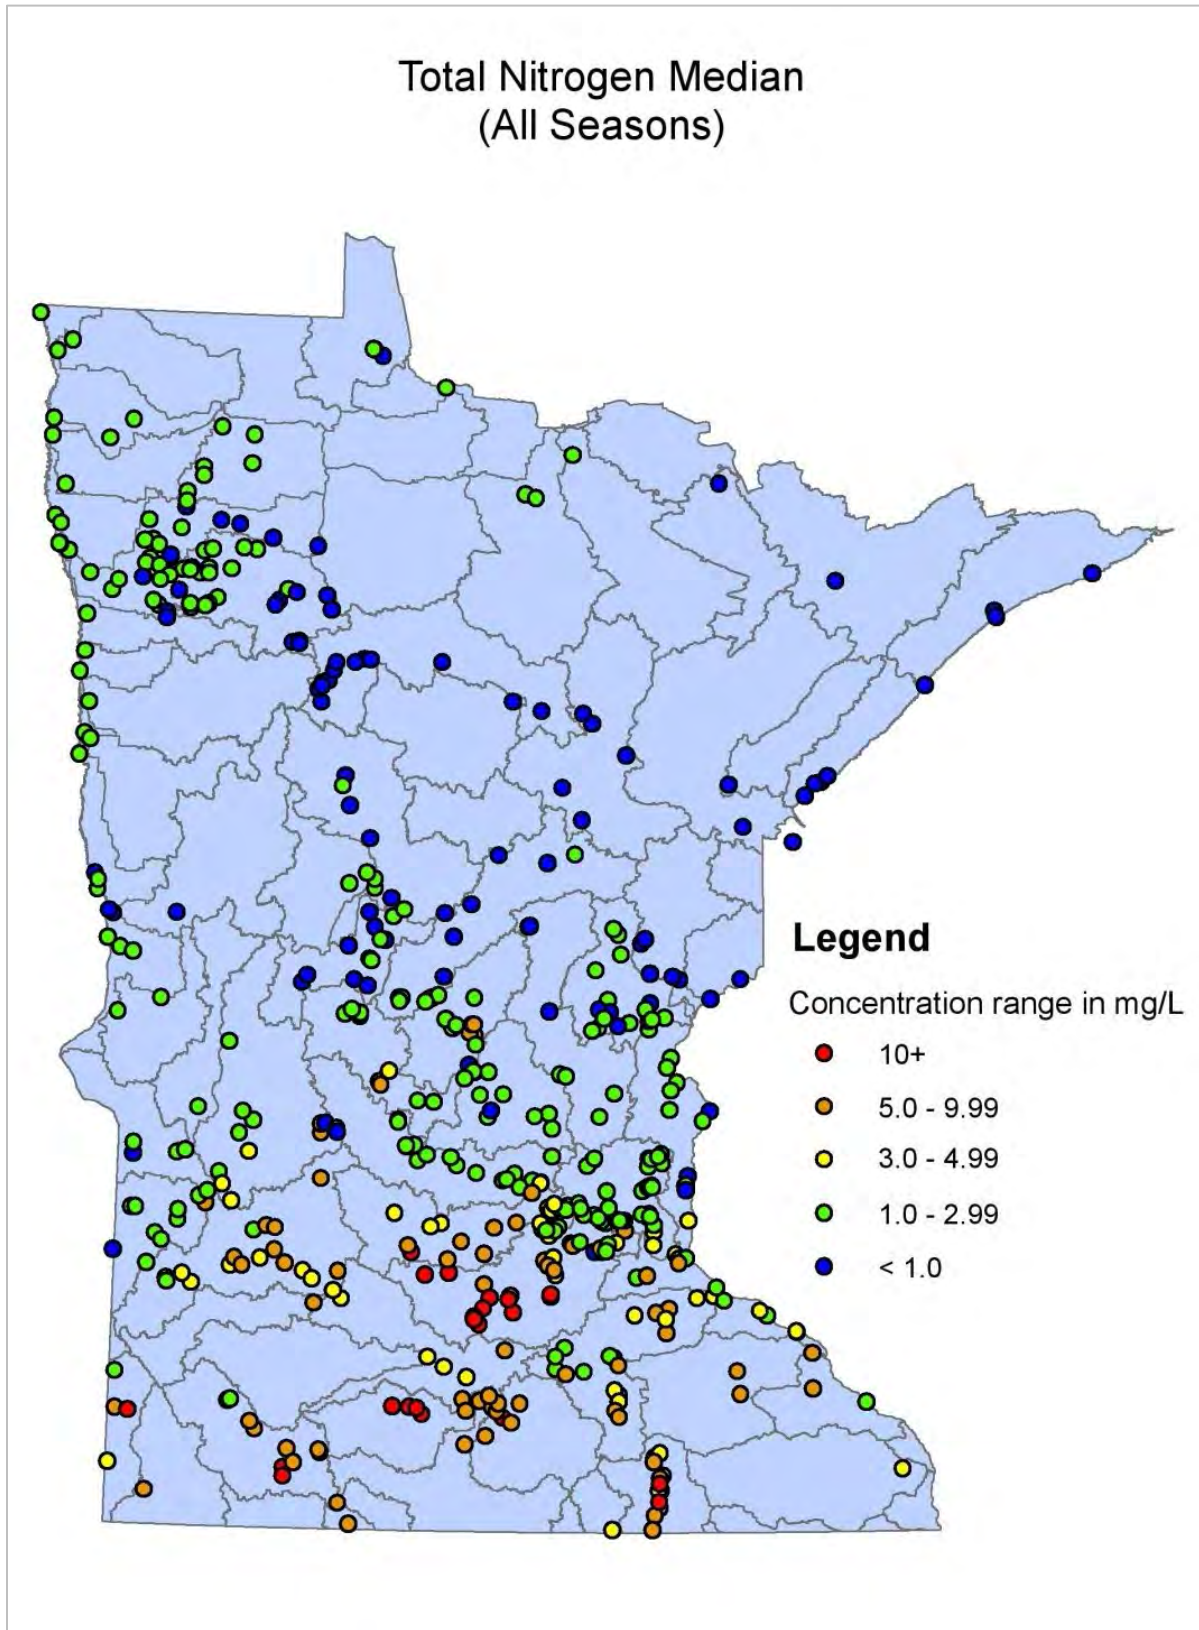 Total Nitrogen Median
(All Seasons)
Legend
Concentration range in mg/L
10+
5.0 - 9.99
3.0 - 4.99
1.0 - 2.99
< 1.0